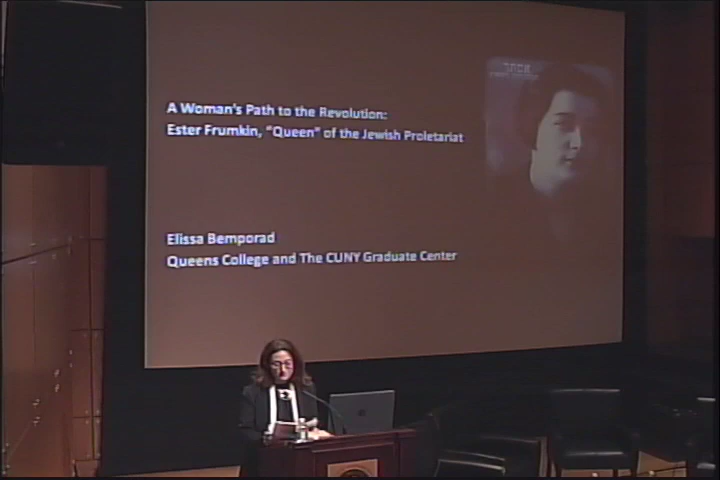 A Woman's Path to the Revolution:
Ester Frumkin, "Queen" of the Jewish Proletariat
Elissa Bemporad
Queens College and The CUNY Graduate Center